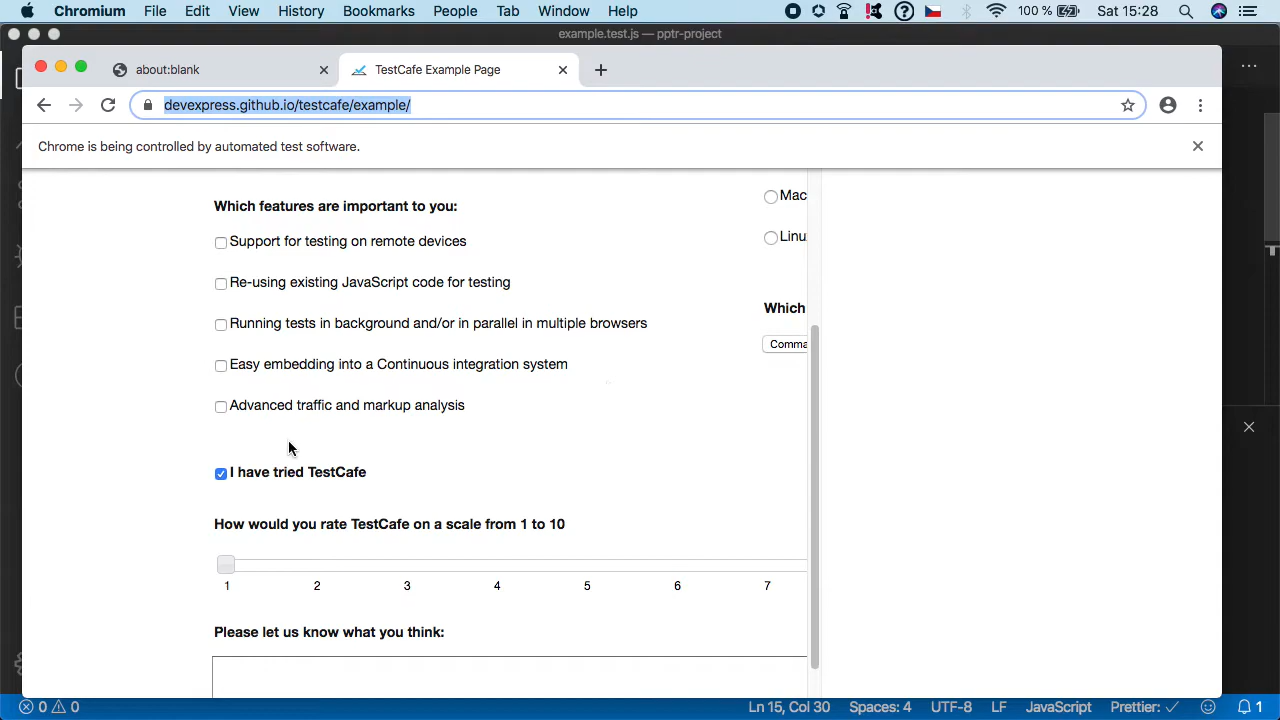 Chromium File Edit View History Bookmarks People Tab Window Help 100 % Sat 15:28
example.test.js — pptr-project
about:blank TestCafe Example Page
devexpress.github.io/testcafe/example/
Chrome is being controlled by automated test software.
Which features are important to you:
Mac
Support for testing on remote devices
Linu
Re-using existing JavaScript code for testing
Which
Running tests in background and/or in parallel in multiple browsers
Comma
Easy embedding into a Continuous integration system
Advanced traffic and markup analysis
I have tried TestCafe
How would you rate TestCafe on a scale from 1 to 10
1 2 3 4 5 6 7
Please let us know what you think:
0 0 Ln 15, Col 30 Spaces: 4 UTF-8 LF JavaScript Prettier: ✓ 1